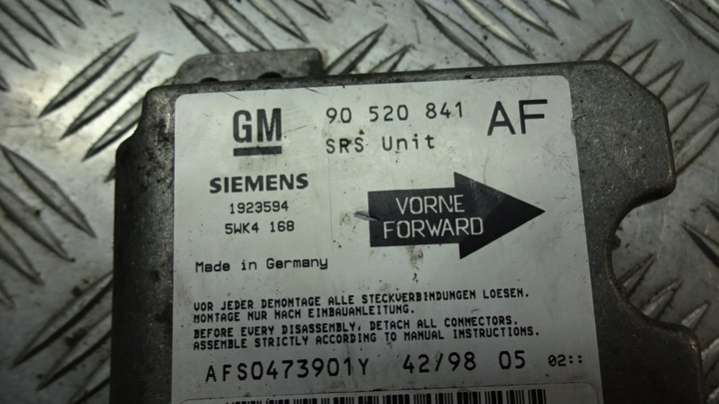 GM 90 520 841 AF
SRS Unit
SIEMENS
1923594
5WK4 168
VORNE
FORWARD
Made in Germany
VOR JEDER DEMONTAGE ALLE STECKVERBINDUNGEN LOESEN.
MONTAGE NUR NACH EINBAUANLEITUNG.
BEFORE EVERY DISASSEMBLY, DETACH ALL CONNECTORS.
ASSEMBLE STRICTLY ACCORDING TO MANUAL INSTRUCTIONS.
AFS0473901Y 42/98 05 02::